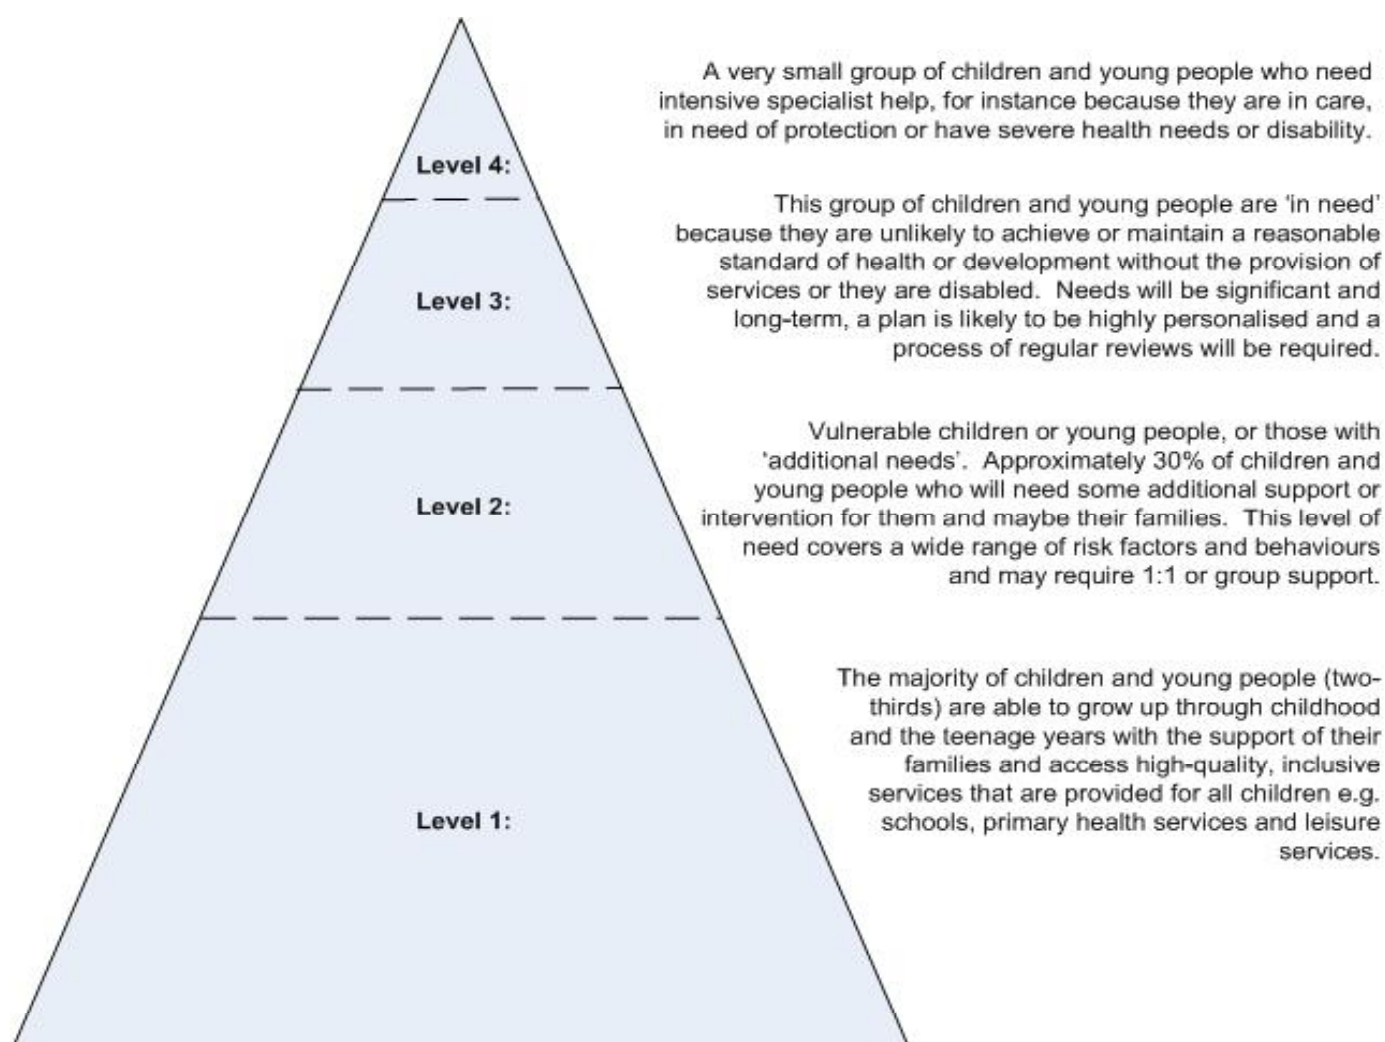 A very small group of children and young people who need
intensive specialist help, for instance because they are in care,
in need of protection or have severe health needs or disability.
Level 4:
This group of children and young people are ‘in need’
because they are unlikely to achieve or maintain a reasonable
standard of health or development without the provision of
services or they are disabled.  Needs will be significant and
long-term, a plan is likely to be highly personalised and a
process of regular reviews will be required.
Level 3:
Vulnerable children or young people, or those with
‘additional needs’.  Approximately 30% of children and
young people who will need some additional support or
intervention for them and maybe their families.  This level of
need covers a wide range of risk factors and behaviours
and may require 1:1 or group support.
Level 2:
The majority of children and young people (two-
thirds) are able to grow up through childhood
and the teenage years with the support of their
families and access high-quality, inclusive
services that are provided for all children e.g.
schools, primary health services and leisure
services.
Level 1: